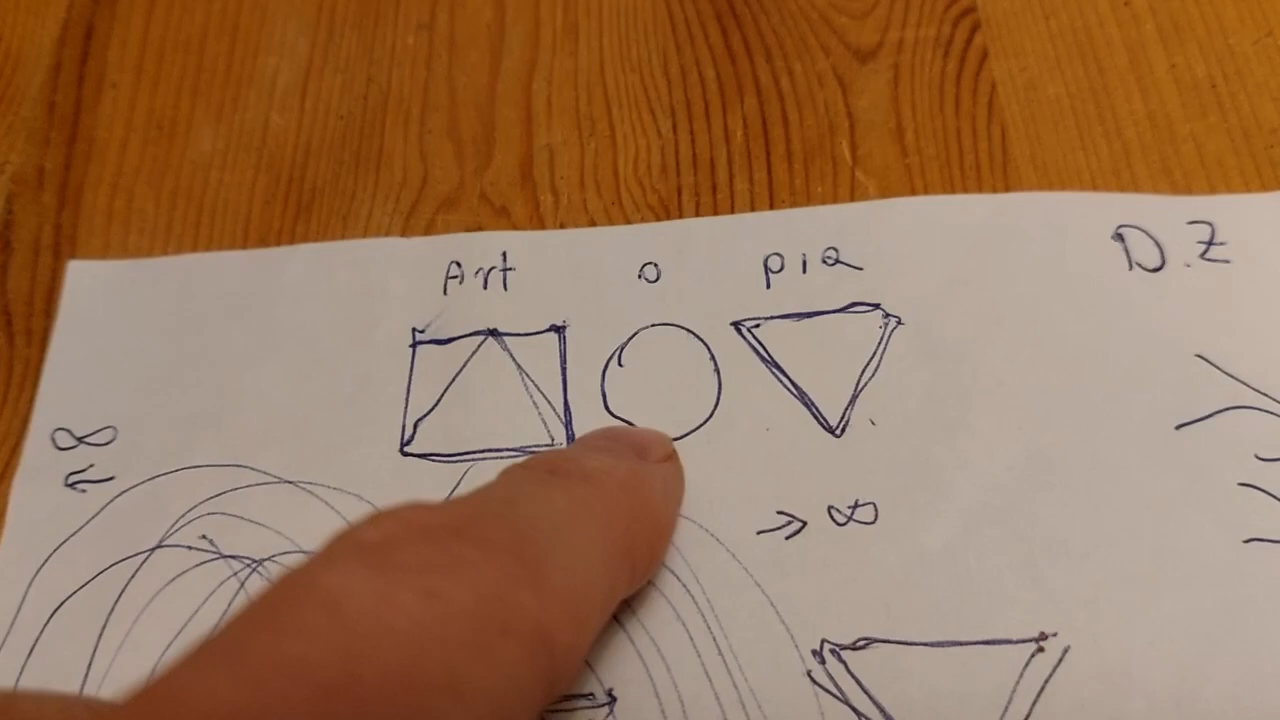 Art o pia D.Z
∞
← 
→ ∞